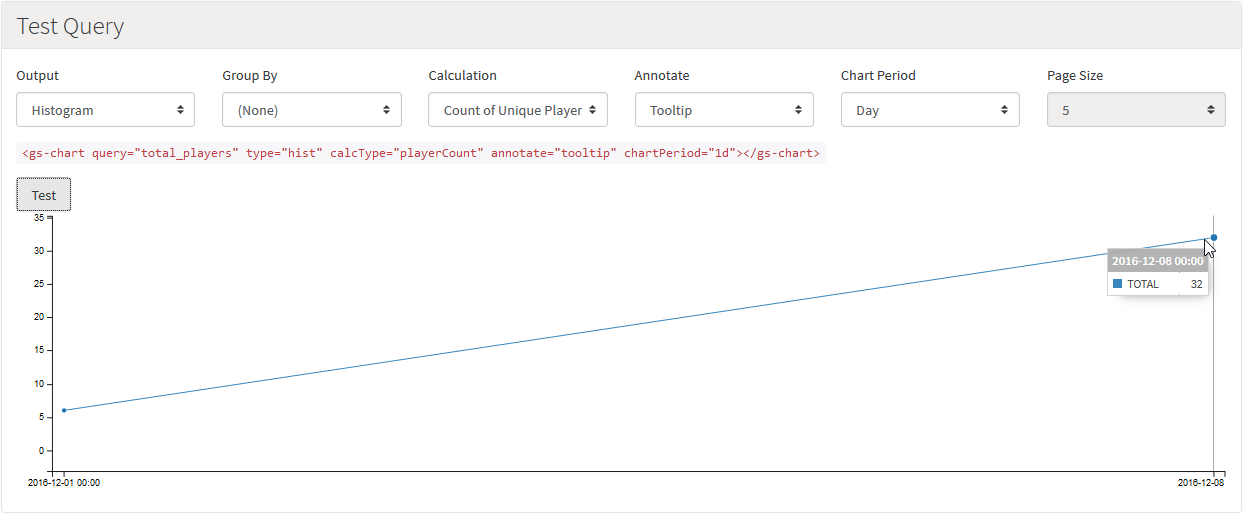 Test Query
Output Group By Calculation Annotate Chart Period Page Size
Histogram (None) Count of Unique Player Tooltip Day 5
<gs-chart query="total_players" type="hist" calcType="playerCount" annotate="tooltip" chartPeriod="1d"></gs-chart>
Test
35
30
2016-12-08 00:00
25
TOTAL 32
20
15
10
5
0
2016-12-01 00:00 2016-12-08